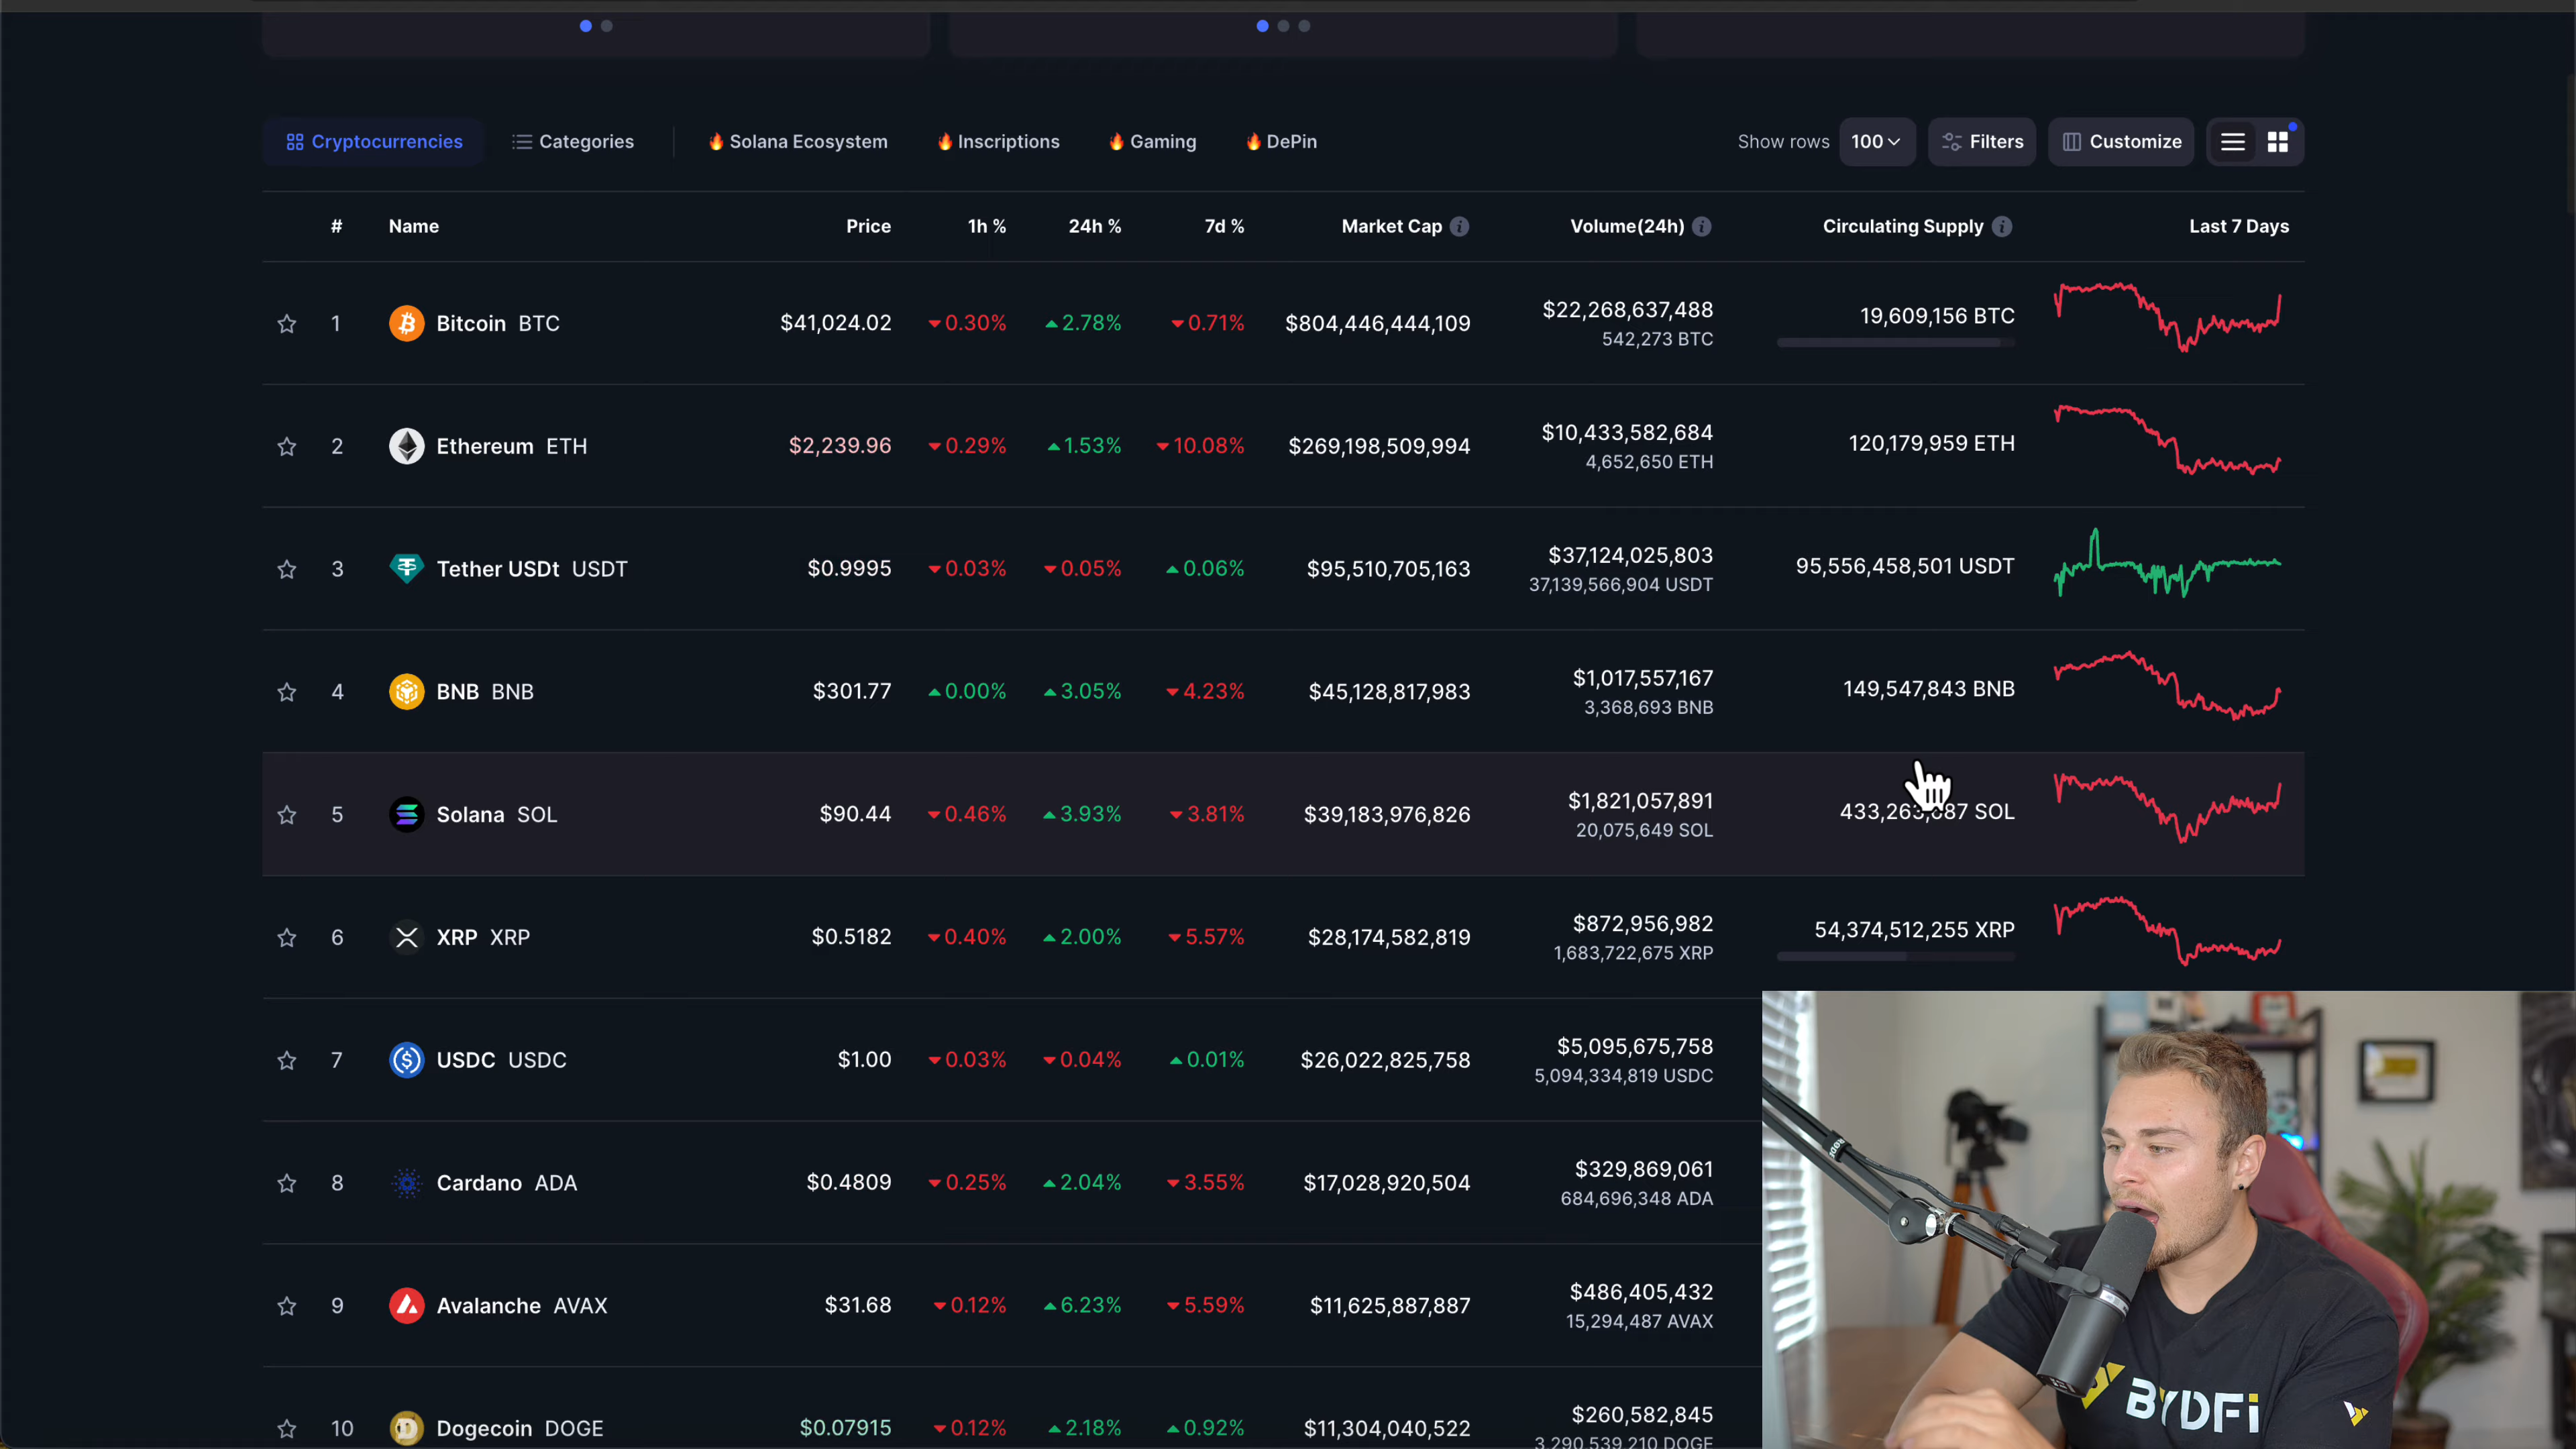 Cryptocurrencies Categories Solana Ecosystem Inscriptions Gaming DePin Show rows 100 Filters Customize
# Name Price 1h % 24h % 7d % Market Cap Volume(24h) Circulating Supply Last 7 Days
1 Bitcoin BTC $41,024.02 0.30% 2.78% 0.71% $804,446,444,109 $22,268,637,488 19,609,156 BTC
542,273 BTC
2 Ethereum ETH $2,239.96 0.29% 1.53% 10.08% $269,198,509,994 $10,433,582,684 120,179,959 ETH
4,652,650 ETH
3 Tether USDt USDT $0.9995 0.03% 0.05% 0.06% $95,510,705,163 $37,124,025,803 95,556,458,501 USDT
37,139,566,904 USDT
4 BNB BNB $301.77 0.00% 3.05% 4.23% $45,128,817,983 $1,017,557,167 149,547,843 BNB
3,368,693 BNB
5 Solana SOL $90.44 0.46% 3.93% 3.81% $39,183,976,826 $1,821,057,891 SOL
20,075,649 SOL
6 XRP XRP $0.5182 0.40% 2.00% 5.57% $28,174,582,819 $872,956,982 54,374,512,255 XRP
1,683,722,675 XRP
7 USDC USDC $1.00 0.03% 0.04% 0.01% $26,022,825,758 $5,095,675,758
5,094,334,819 USDC
8 Cardano ADA $0.4809 0.25% 2.04% 3.55% $17,028,920,504 $329,869,061
684,696,348 ADA
9 Avalanche AVAX $31.68 0.12% 6.23% 5.59% $11,625,887,887 $486,405,432
15,294,487 AVAX
10 Dogecoin DOGE $0.07915 0.12% 2.18% 0.92% $11,304,040,522 $260,582,845
3,290,539,210 DOGE
RODE
BYDFi